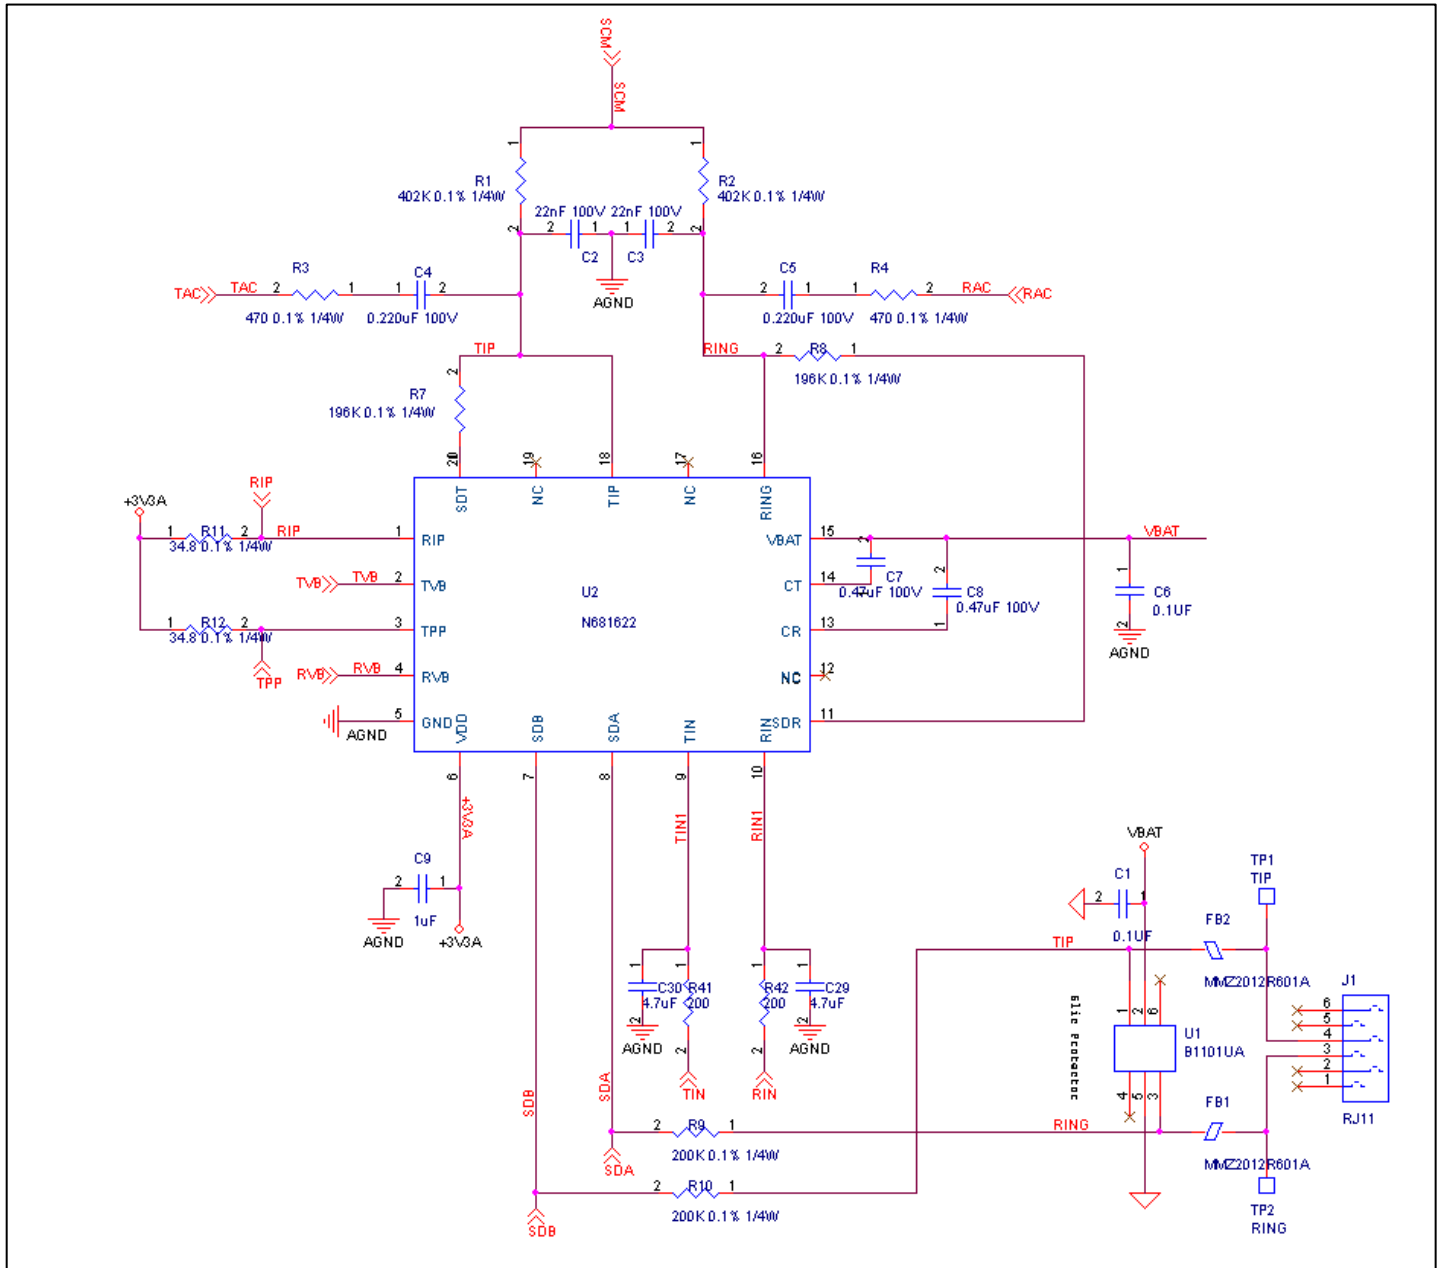 SCM
SCM
1
1
R1
402K 0.1% 1/4W
R2
402K 0.1% 1/4W
22nF 100V
22nF 100V
2
2
1
1
2
2
C2
C3
AGND
R3
C4
C5
R4
TAC
TAC
2
1
1
2
2
1
1
2
RAC
RAC
470 0.1% 1/4W
0.220uF 100V
0.220uF 100V
470 0.1% 1/4W
TIP
RING
2
R8
1
196K 0.1% 1/4W
2
R7
196K 0.1% 1/4W
20
19
18
17
16
SDT
NC
TIP
NC
RING
RIP
+3V3A
1
R11
2
RIP
1
RIP
34.8 0.1% 1/4W
VBAT
15
VBAT
TVB
TVB
2
TVB
CT
14
2
1
C7
0.47uF 100V
2
1
C8
0.47uF 100V
1
2
C6
0.1UF
AGND
U2
N681622
1
R12
2
3
TPP
34.8 0.1% 1/4W
TPP
CR
13
RVB
RVB
4
RVB
NC
12
5
GND
AGND
SDR
11
VDD
SDB
SDA
TIN
RIN
6
7
8
9
10
+3V3A
TIN1
RIN1
C9
2
1
1uF
AGND
+3V3A
VBAT
C1
2
1
0.1UF
TP1
TIP
FB2
TIP
MMZ2012R601A
1
C30
4.7uF
2
AGND
1
R41
200
2
TIN
1
R42
200
2
RIN
1
C29
4.7uF
2
AGND
Slic Protector
1
2
6
U1
B1101UA
4
5
3
J1
6
5
4
3
2
1
RJ11
SDB
SDA
RING
FB1
MMZ2012R601A
2
R9
1
200K 0.1% 1/4W
SDA
2
R10
1
200K 0.1% 1/4W
SDB
TP2
RING